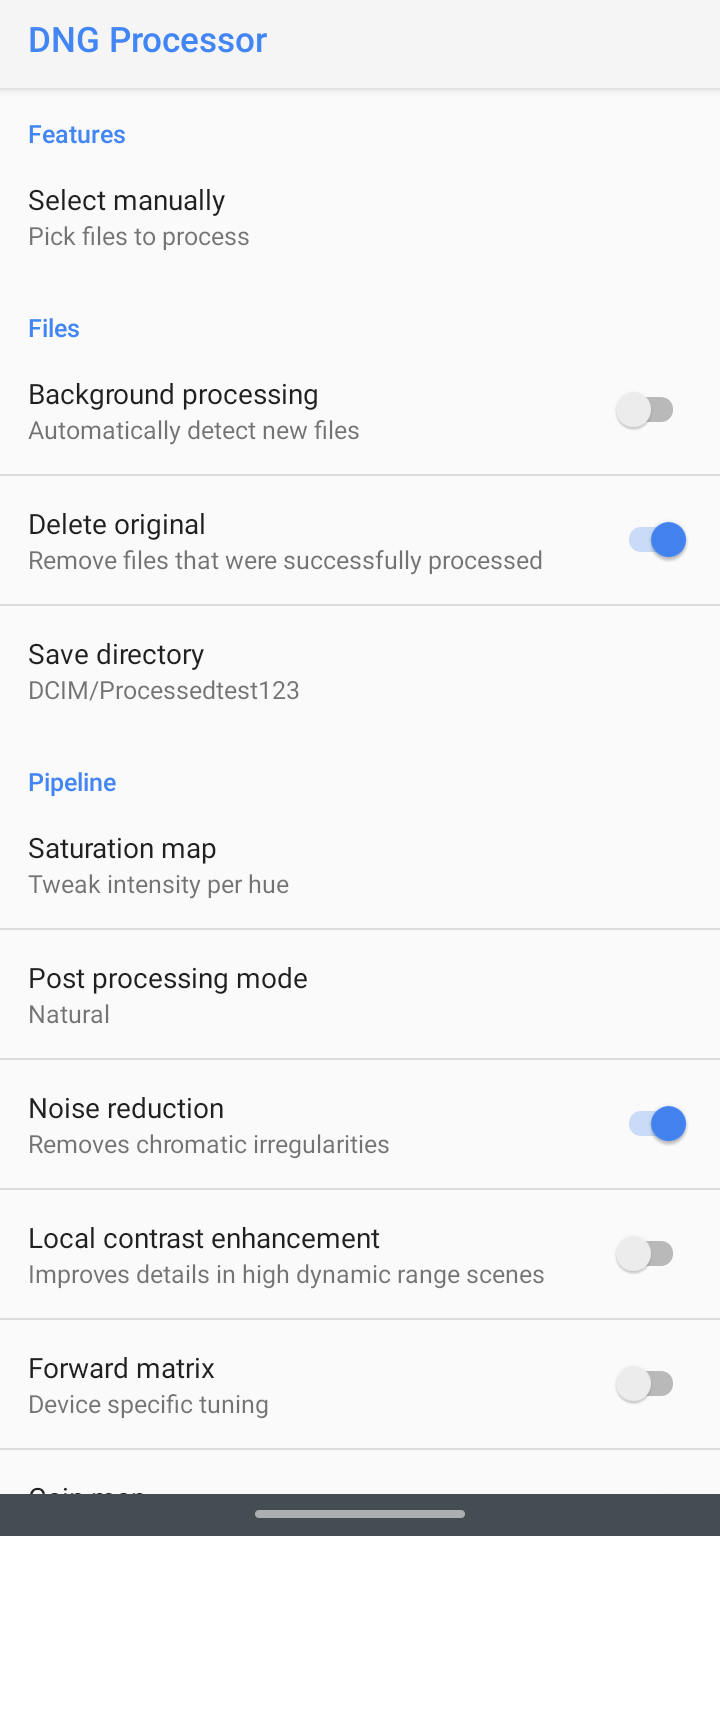 DNG Processor
Features
Select manually
Pick files to process
Files
Background processing
Automatically detect new files
Delete original
Remove files that were successfully processed
Save directory
DCIM/Processedtest123
Pipeline
Saturation map
Tweak intensity per hue
Post processing mode
Natural
Noise reduction
Removes chromatic irregularities
Local contrast enhancement
Improves details in high dynamic range scenes
Forward matrix
Device specific tuning